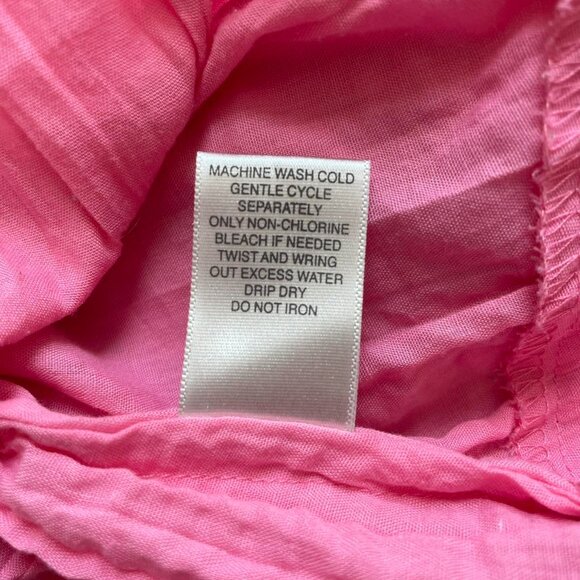 MACHINE WASH COLD
GENTLE CYCLE
SEPARATELY
ONLY NON-CHLORINE
BLEACH IF NEEDED
TWIST AND WRING
OUT EXCESS WATER
DRIP DRY
DO NOT IRON